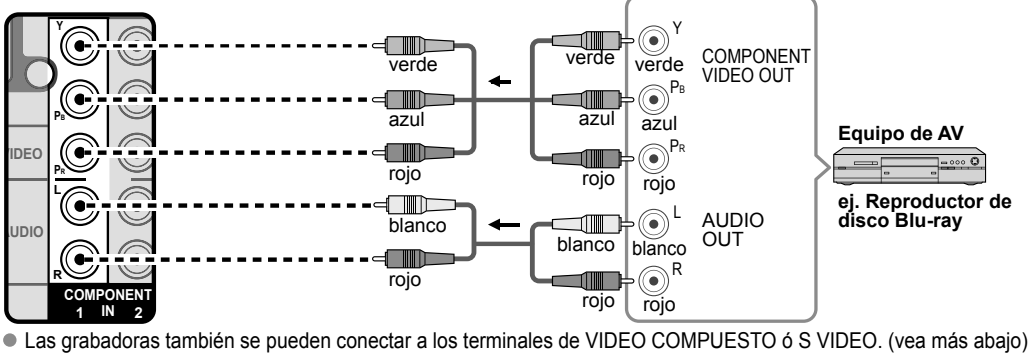 Y
PB
PR
L
R
IDEO
UDIO
COMPONENT
1 IN 2
verde
azul
rojo
blanco
rojo
verde
azul
rojo
blanco
rojo
Y
verde
PB
azul
PR
rojo
L
blanco
R
rojo
COMPONENT
VIDEO OUT
AUDIO
OUT
Equipo de AV
ej. Reproductor de
disco Blu-ray
Las grabadoras también se pueden conectar a los terminales de VIDEO COMPUESTO ó S VIDEO. (vea más abajo)